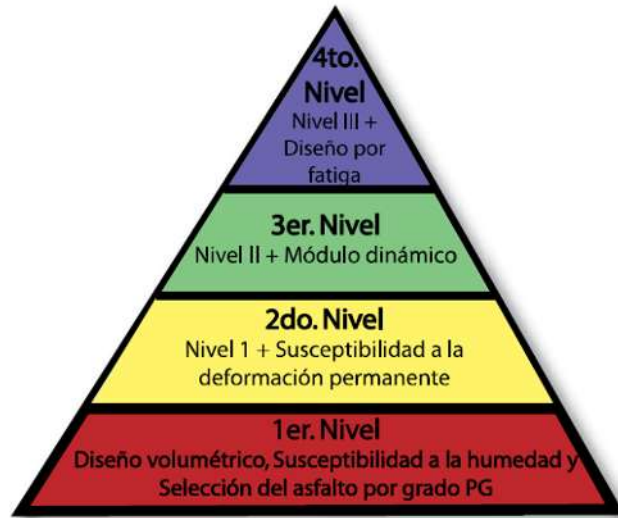 4to.
Nivel
Nivel III +
Diseño por
fatiga
3er. Nivel
Nivel II + Módulo dinámico
2do. Nivel
Nivel 1 + Susceptibilidad a la
deformación permanente
1er. Nivel
Diseño volumétrico, Susceptibilidad a la humedad y
Selección del asfalto por grado PG